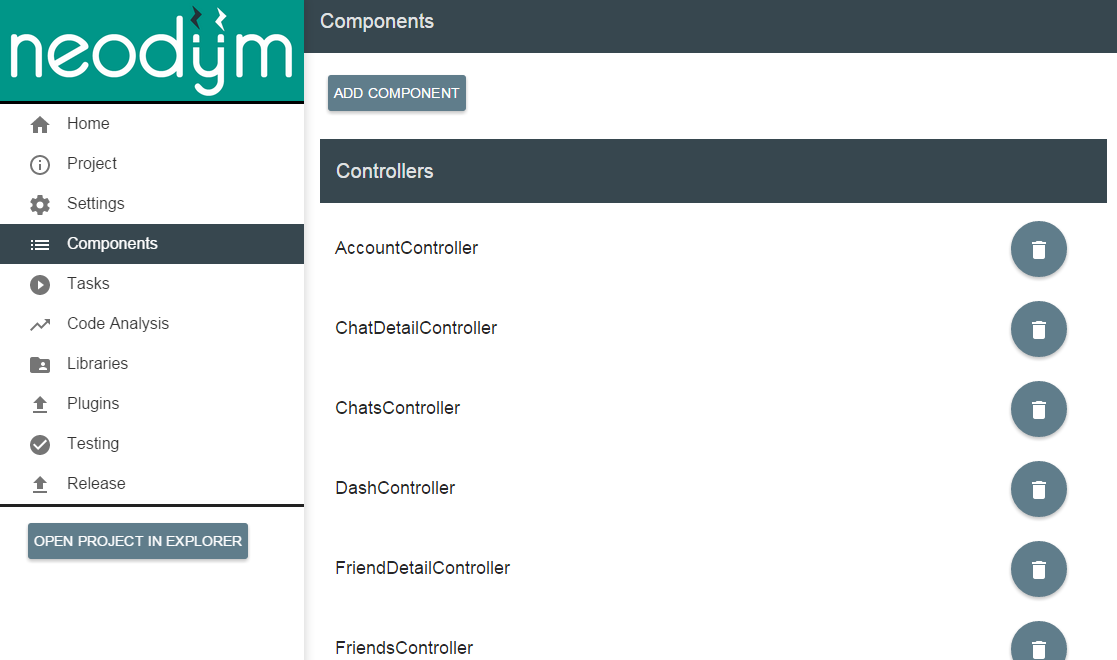 neodým
Home
Project
Settings
Components
Tasks
Code Analysis
Libraries
Plugins
Testing
Release
OPEN PROJECT IN EXPLORER
Components
ADD COMPONENT
Controllers
AccountController
ChatDetailController
ChatsController
DashController
FriendDetailController
FriendsController